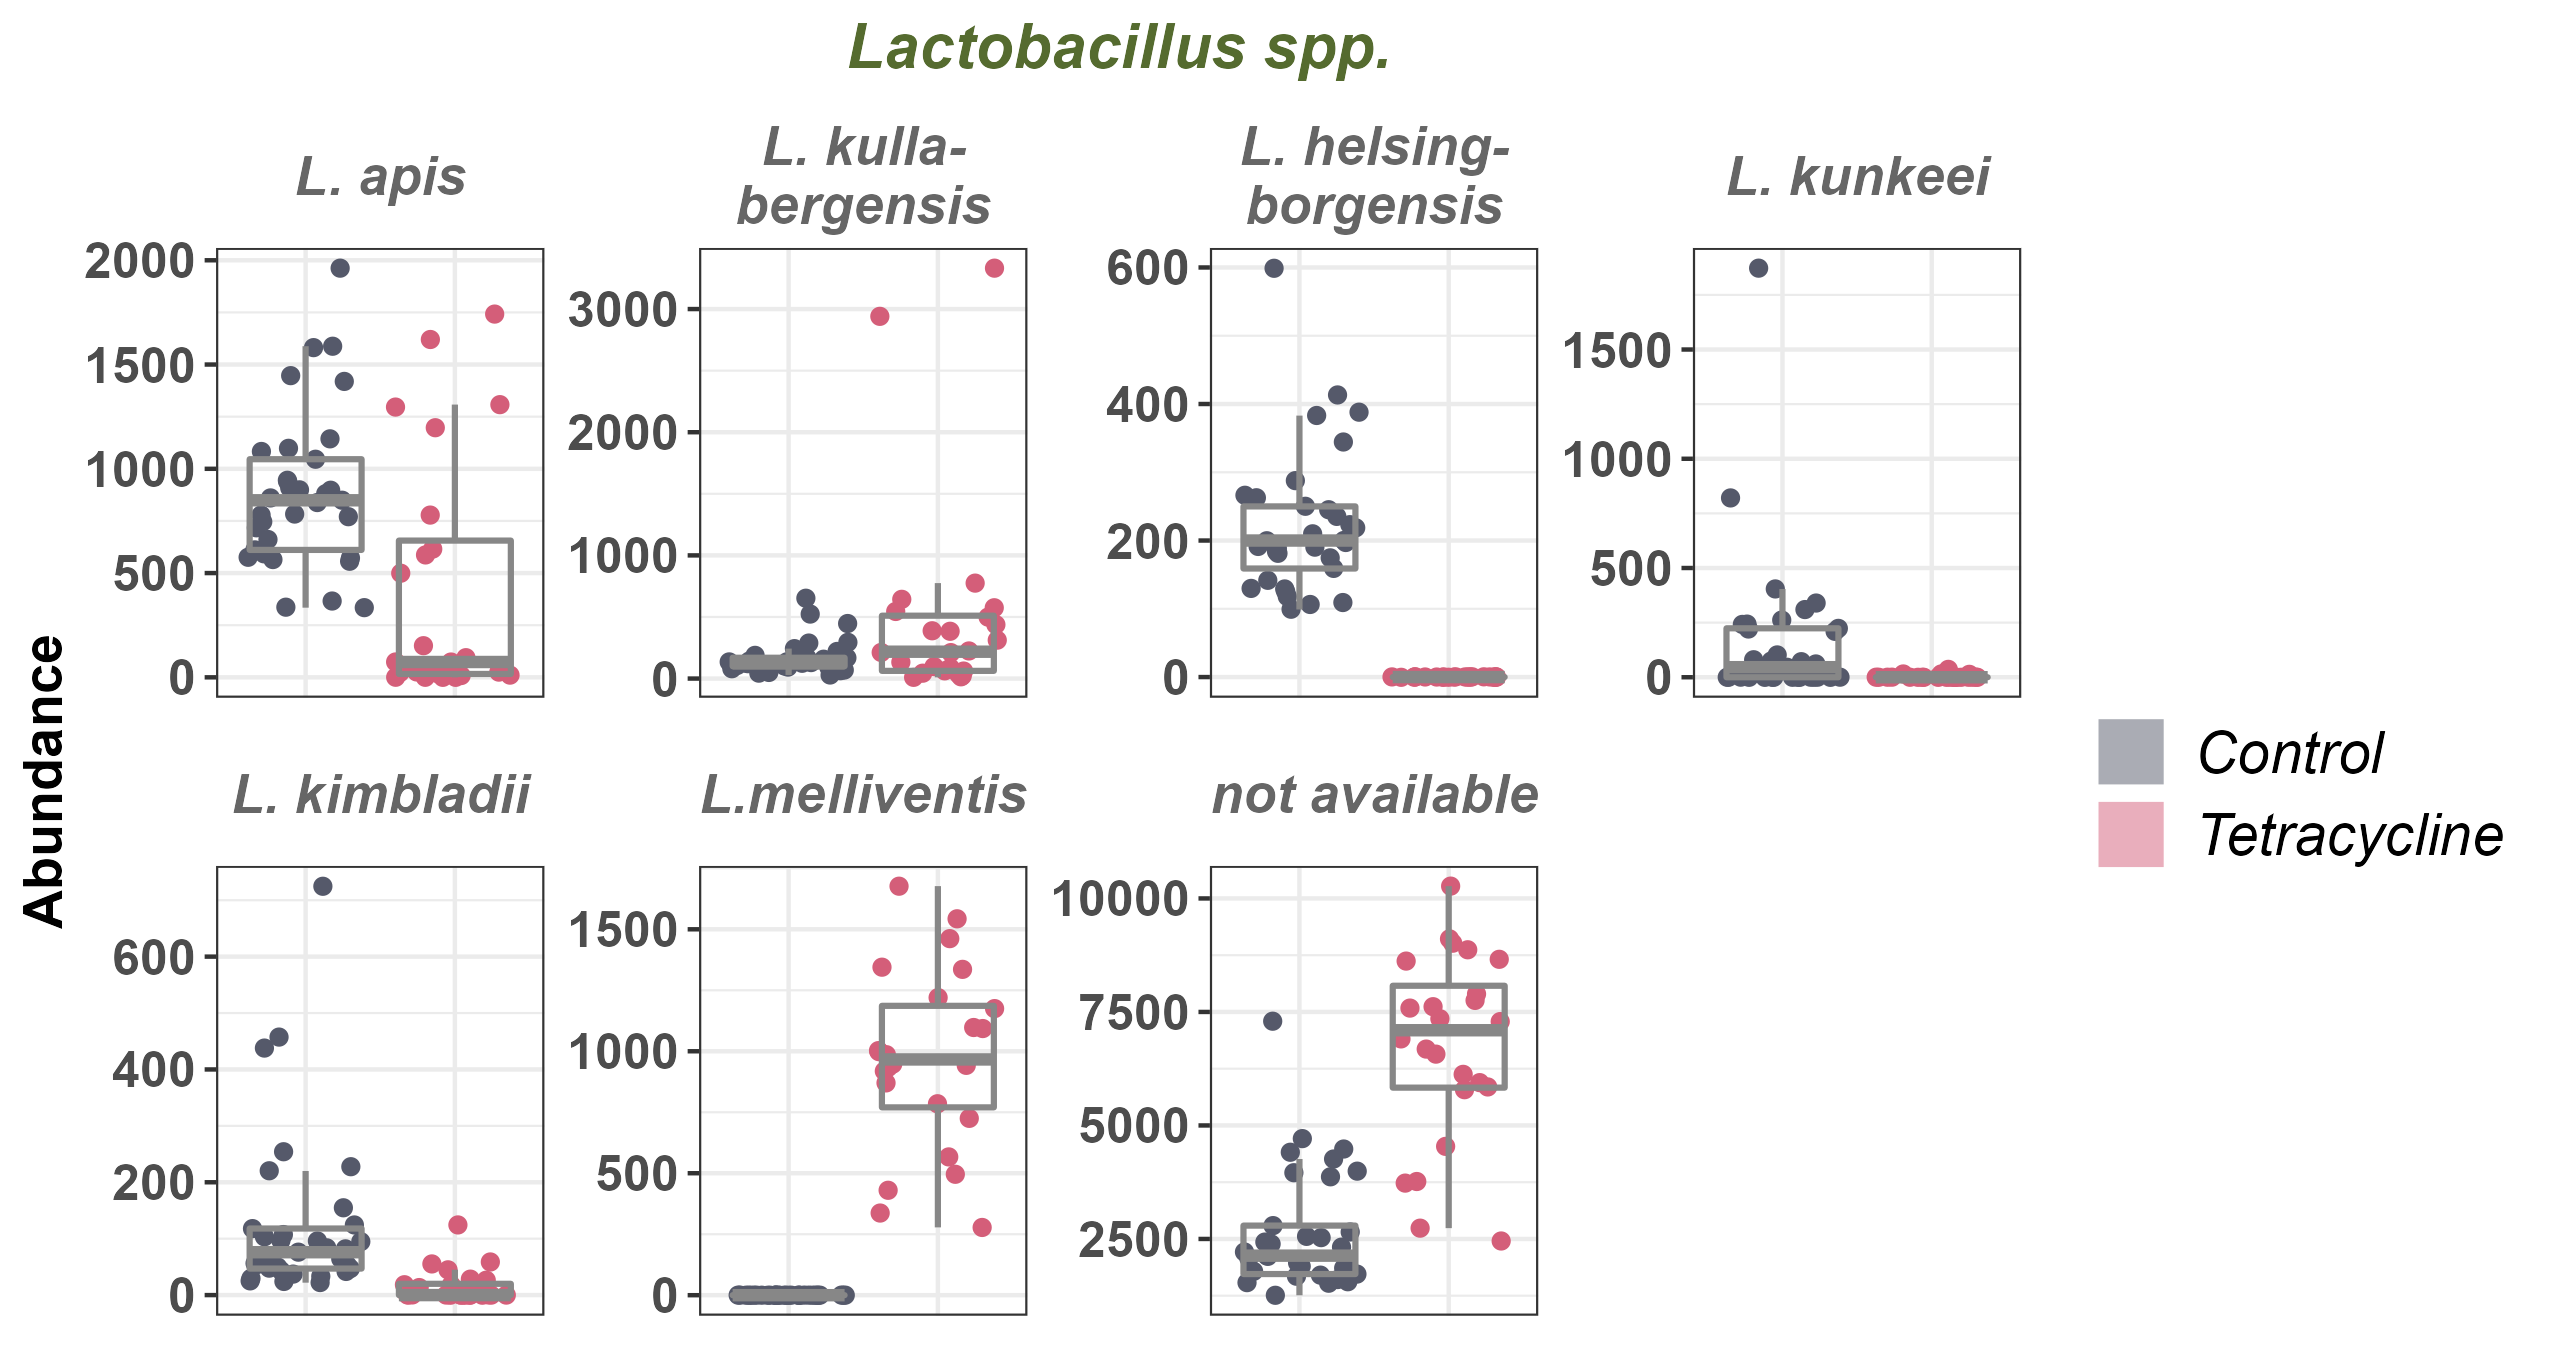 Lactobacillus spp.
L. apis
L. kulla-
bergensis
L. helsing-
borgensis
L. kunkeei
2000
1500
1000
500
0
3000
2000
1000
0
600
400
200
0
1500
1000
500
0
Abundance
Control
Tetracycline
L. kimbladii
L.melliventis
not available
600
400
200
0
1500
1000
500
0
10000
7500
5000
2500